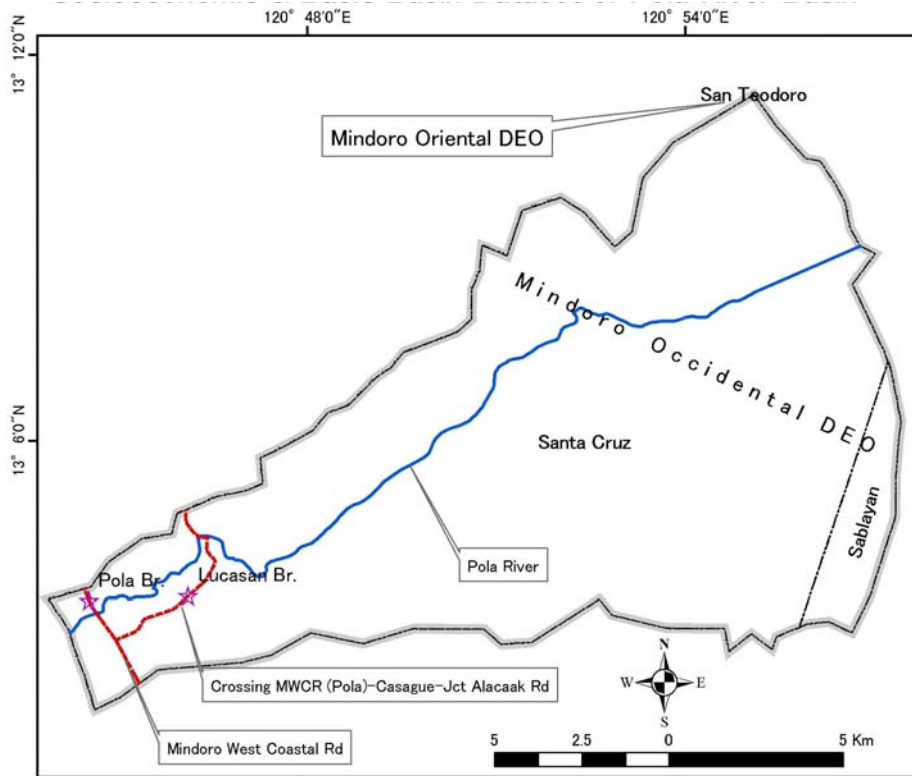 120° 48'0"E
120° 54'0"E
13° 12'0"N
San Teodoro
Mindoro Oriental DEO
Mindoro Occidental DEO
13° 6'0"N
Santa Cruz
Sablayan
Pola River
Pola Br.
Lucasan Br.
Crossing MWCR (Pola)-Casague-Jct Alacaak Rd
Mindoro West Coastal Rd
N
W E
S
5 2.5 0 5 Km